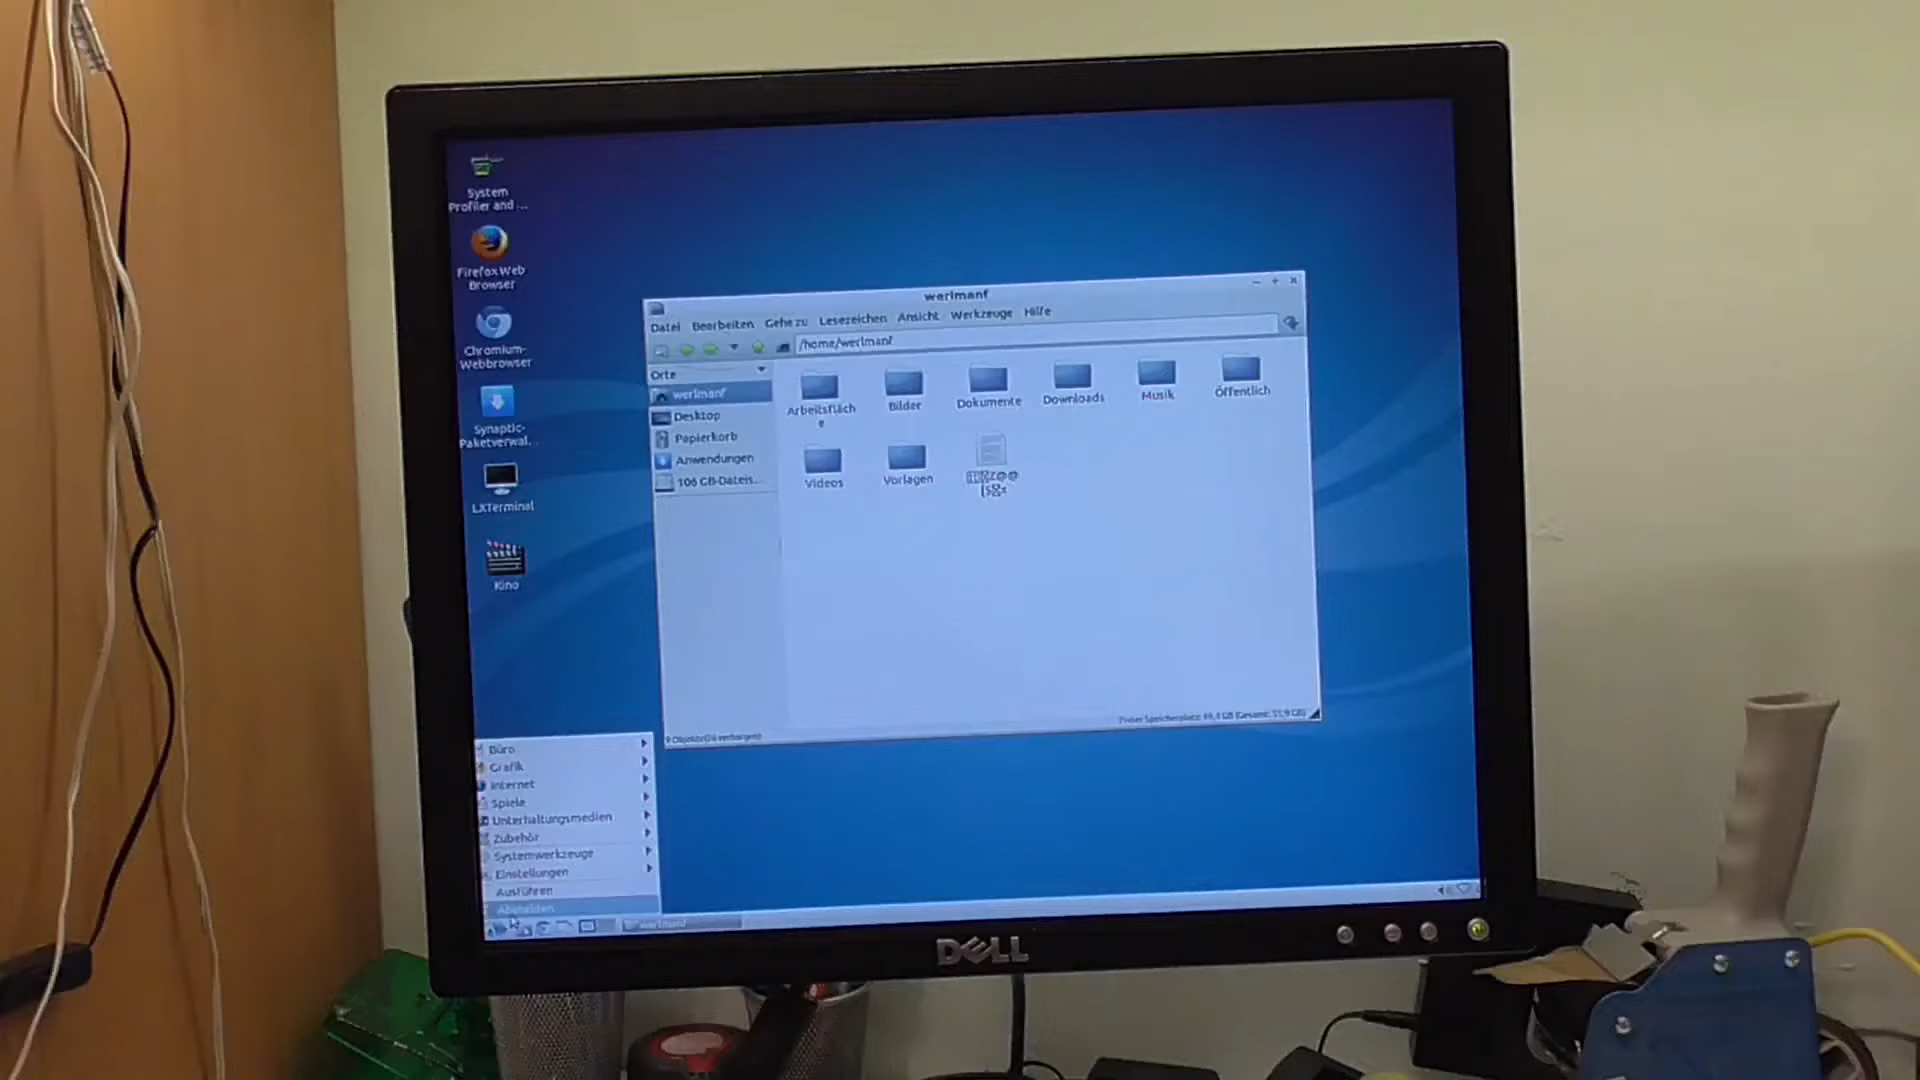 System
Profiler and ...
Firefox Web
Browser
Chromium-
Webbrowser
Synaptic-
Paketverwal...
LXTerminal
Kino
werlmanf
Datei Bearbeiten Gehe zu Lesezeichen Ansicht Werkzeuge Hilfe
/home/werlmanf
Orte
werlmanf
Desktop
Papierkorb
Anwendungen
106 GB-Dateis...
Arbeitsfläch
e
Bilder
Dokumente
Downloads
Musik
Öffentlich
Videos
Vorlagen
Büro
Grafik
Internet
Spiele
Unterhaltungsmedien
Zubehör
Systemwerkzeuge
Einstellungen
Ausführen
Abmelden
werlmanf
DELL